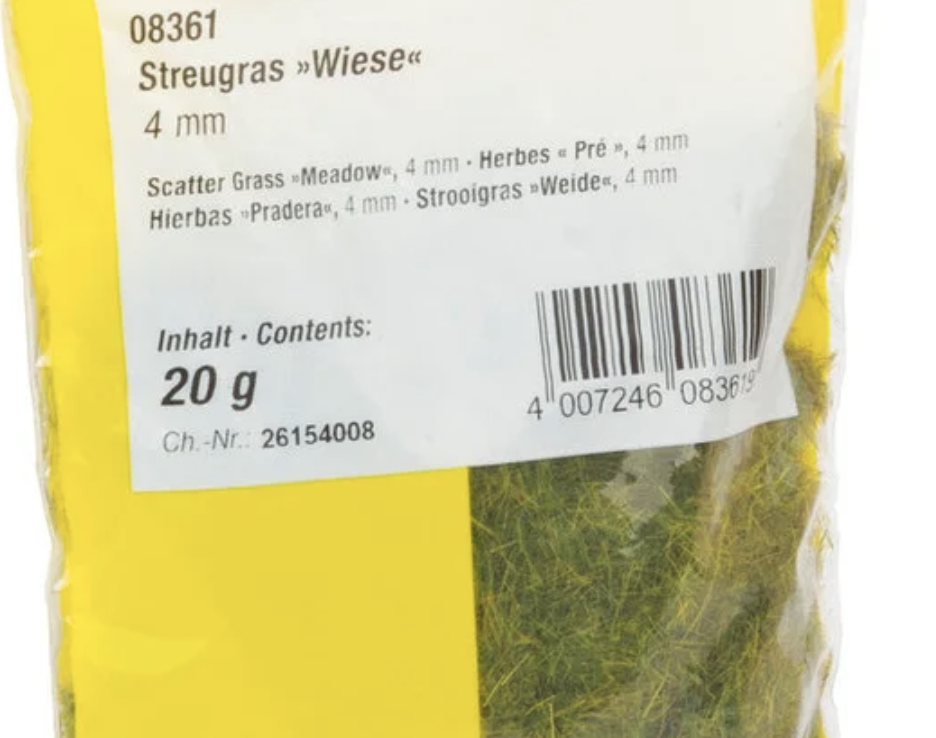 08361
Streugras »Wiese«
4 mm
Scatter Grass »Meadow«, 4 mm · Herbes « Pré », 4 mm
Hierbas »Pradera«, 4 mm · Strooigras »Weide«, 4 mm
Inhalt · Contents:
20 g
Ch.-Nr.: 26154008
4 007246 083619